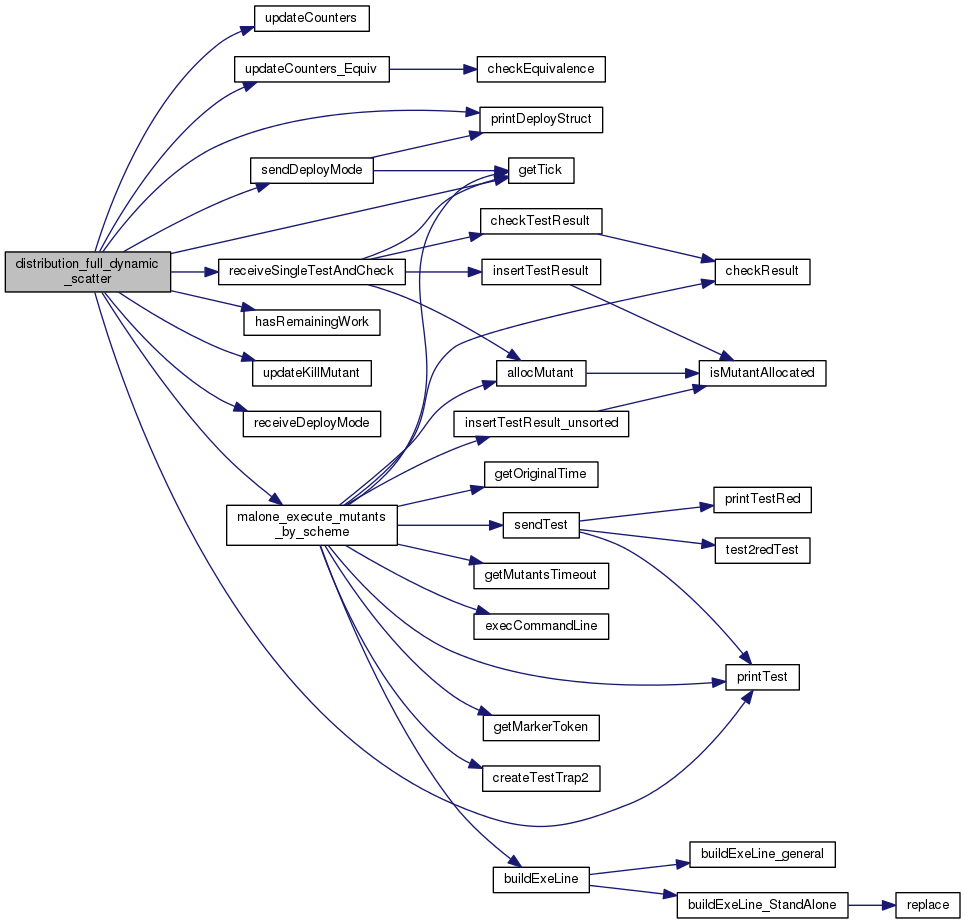 updateCounters
updateCounters_Equiv
checkEquivalence
printDeployStruct
sendDeployMode
getTick
checkTestResult
distribution_full_dynamic
_scatter
receiveSingleTestAndCheck
insertTestResult
checkResult
hasRemainingWork
updateKillMutant
allocMutant
isMutantAllocated
receiveDeployMode
insertTestResult_unsorted
getOriginalTime
malone_execute_mutants
_by_scheme
sendTest
printTestRed
test2redTest
getMutantsTimeout
execCommandLine
printTest
getMarkerToken
createTestTrap2
buildExeLine
buildExeLine_general
buildExeLine_StandAlone
replace